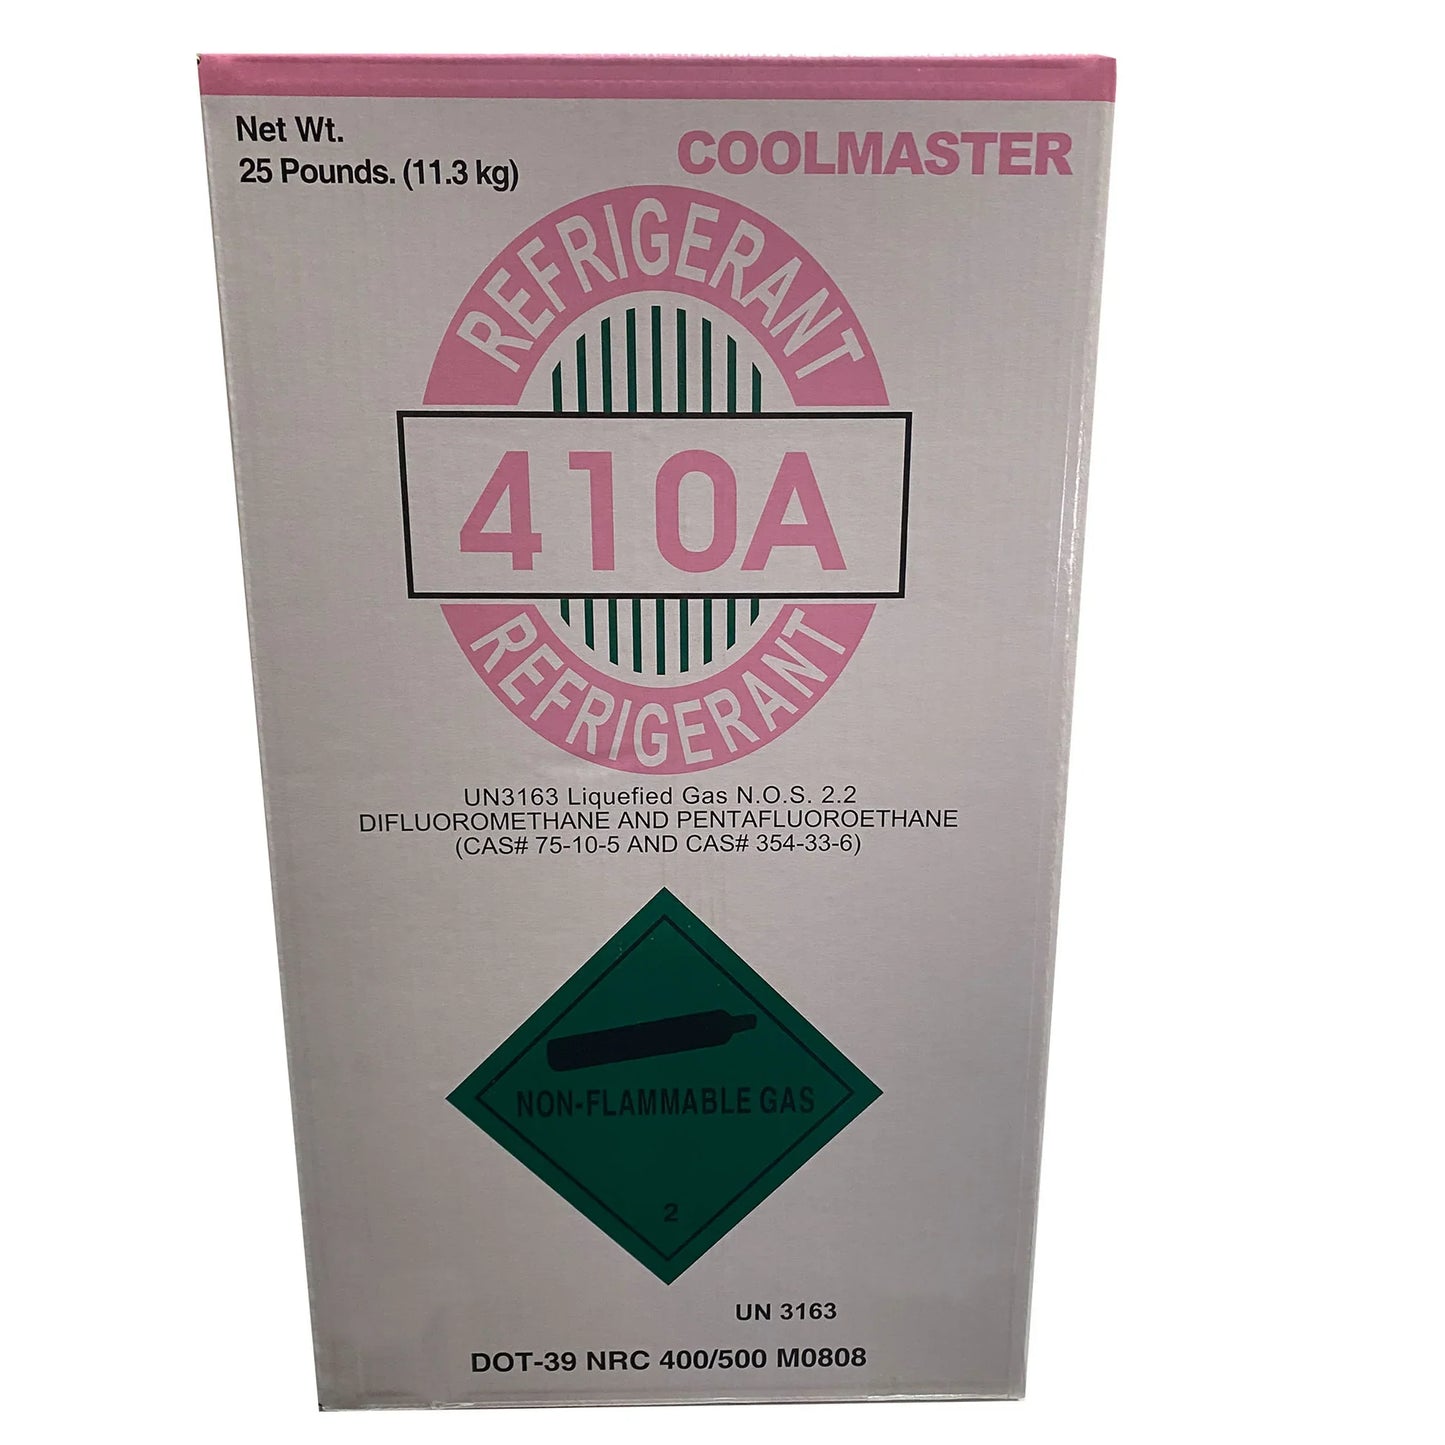 Net Wt.
25 Pounds. (11.3 kg)
COOLMASTER
REFRIGERANT
410A
REFRIGERANT
UN3163 Liquefied Gas N.O.S. 2.2
DIFLUOROMETHANE AND PENTAFLUOROETHANE
(CAS# 75-10-5 AND CAS# 354-33-6)
NON-FLAMMABLE GAS
2
UN 3163
DOT-39 NRC 400/500 M0808